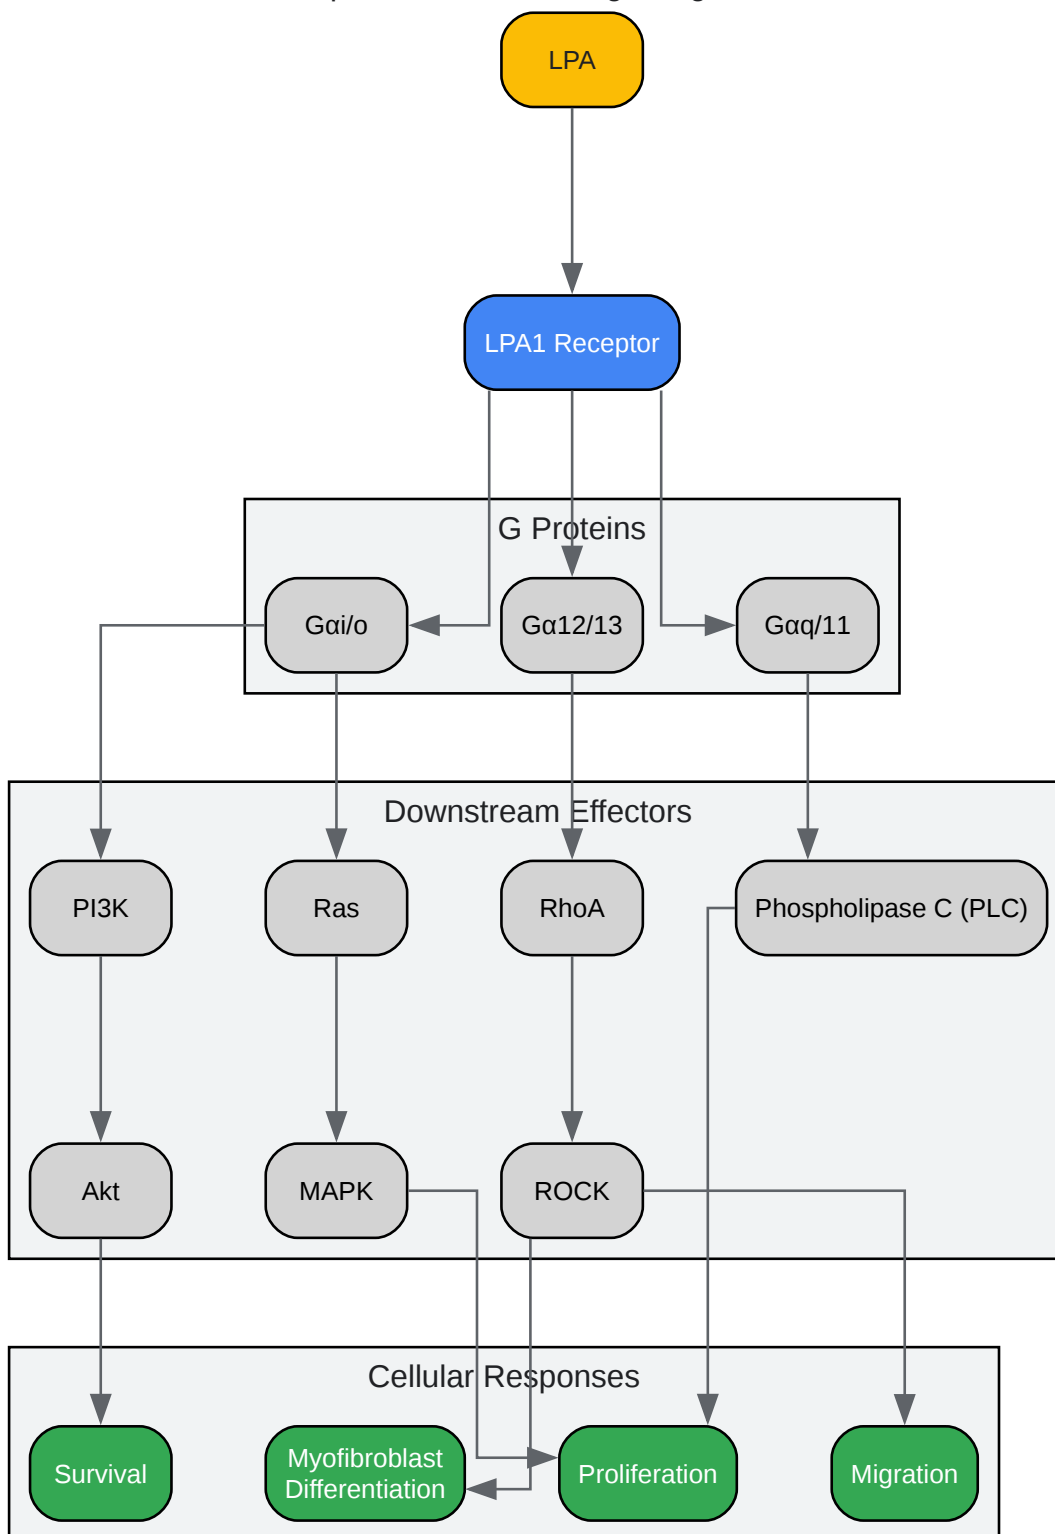 LPA
LPA1 Receptor
G Proteins
Gαi/o
Gα12/13
Gαq/11
Downstream Effectors
PI3K
Ras
RhoA
Phospholipase C (PLC)
Akt
MAPK
ROCK
Cellular Responses
Survival
Myofibroblast
Differentiation
Proliferation
Migration